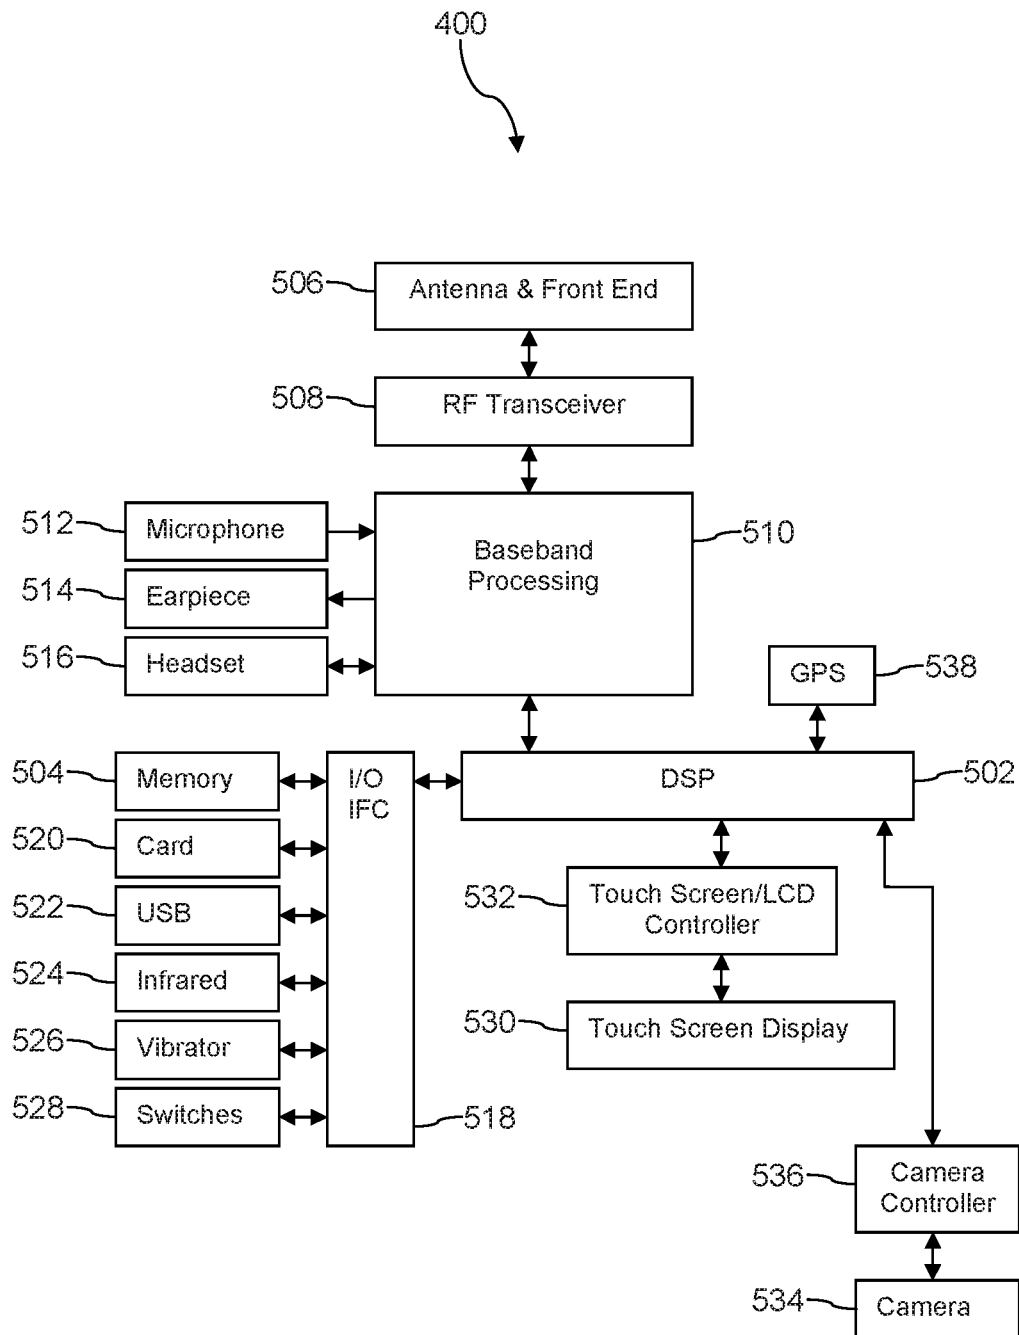 400
506
Antenna & Front End
508
RF Transceiver
512
Microphone
Baseband
Processing
510
514
Earpiece
516
Headset
GPS
538
504
Memory
I/O
IFC
DSP
502
520
Card
522
USB
532
Touch Screen/LCD
Controller
524
Infrared
530
Touch Screen Display
526
Vibrator
528
Switches
518
536
Camera
Controller
534
Camera